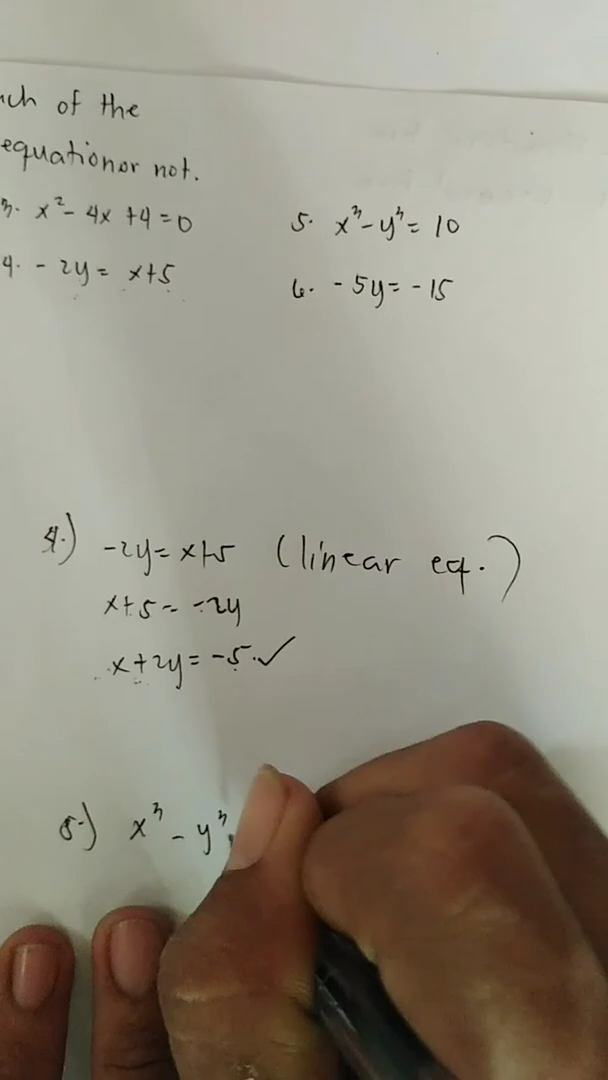 of the
equationor not.
3. x² - 4x + 4 = 0
4. - 2y = x+5
5. x³ - y³ = 10
6. - 5y = - 15
4.) -2y = x+5 (linear eq.)
x+5 = -2y
x+2y = -5. ✓
5.) x³ - y³